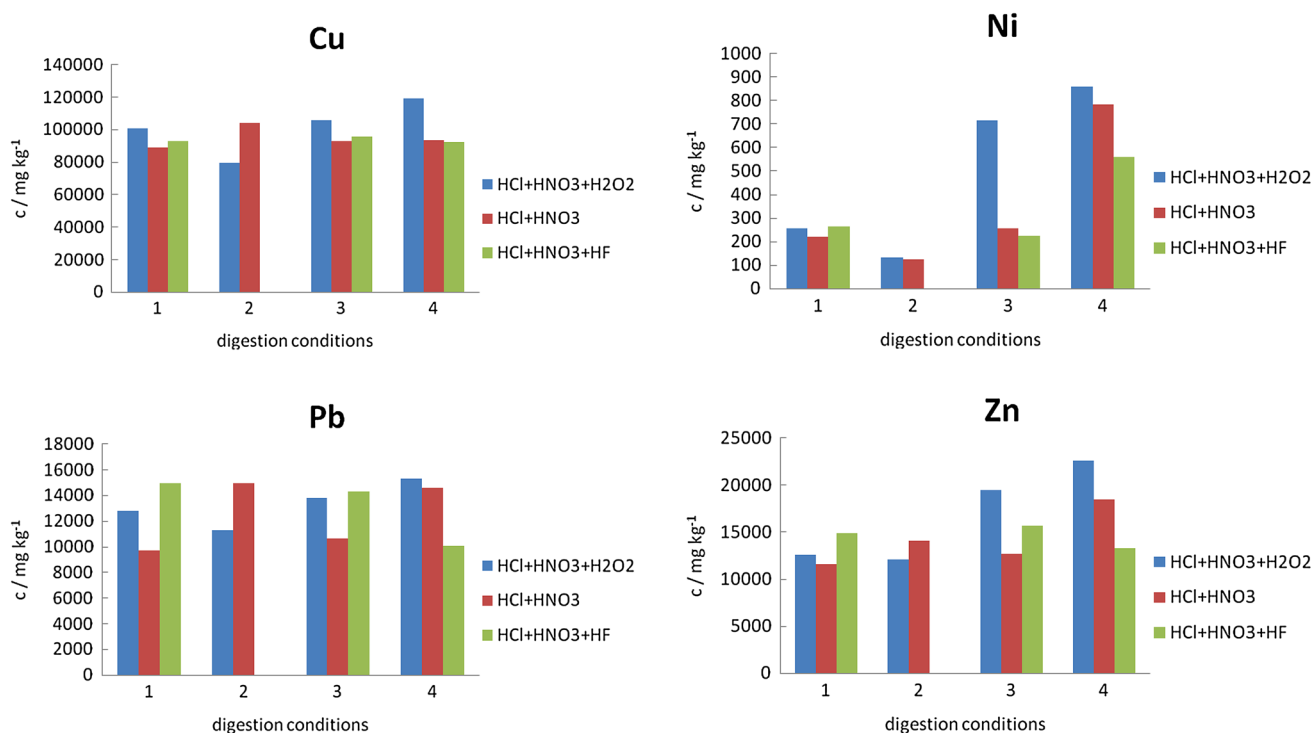 Cu
140000
120000
100000
80000
60000
40000
20000
0
c / mg kg⁻¹
1 2 3 4
digestion conditions
HCl+HNO3+H2O2
HCl+HNO3
HCl+HNO3+HF
Ni
1000
900
800
700
600
500
400
300
200
100
0
c / mg kg⁻¹
1 2 3 4
digestion conditions
HCl+HNO3+H2O2
HCl+HNO3
HCl+HNO3+HF
Pb
18000
16000
14000
12000
10000
8000
6000
4000
2000
0
c / mg kg⁻¹
1 2 3 4
digestion conditions
HCl+HNO3+H2O2
HCl+HNO3
HCl+HNO3+HF
Zn
25000
20000
15000
10000
5000
0
c / mg kg⁻¹
1 2 3 4
digestion conditions
HCl+HNO3+H2O2
HCl+HNO3
HCl+HNO3+HF